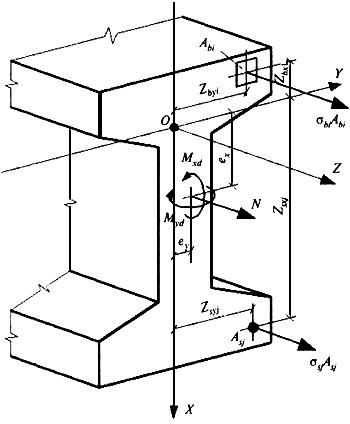 A_bi
Z_bxi
Z_byi
Y
σ_bi A_bi
O
e_x
Z
M_xd
Z_sxj
M_yd
N
e_y
Z_syj
A_sj
σ_sj A_sj
X